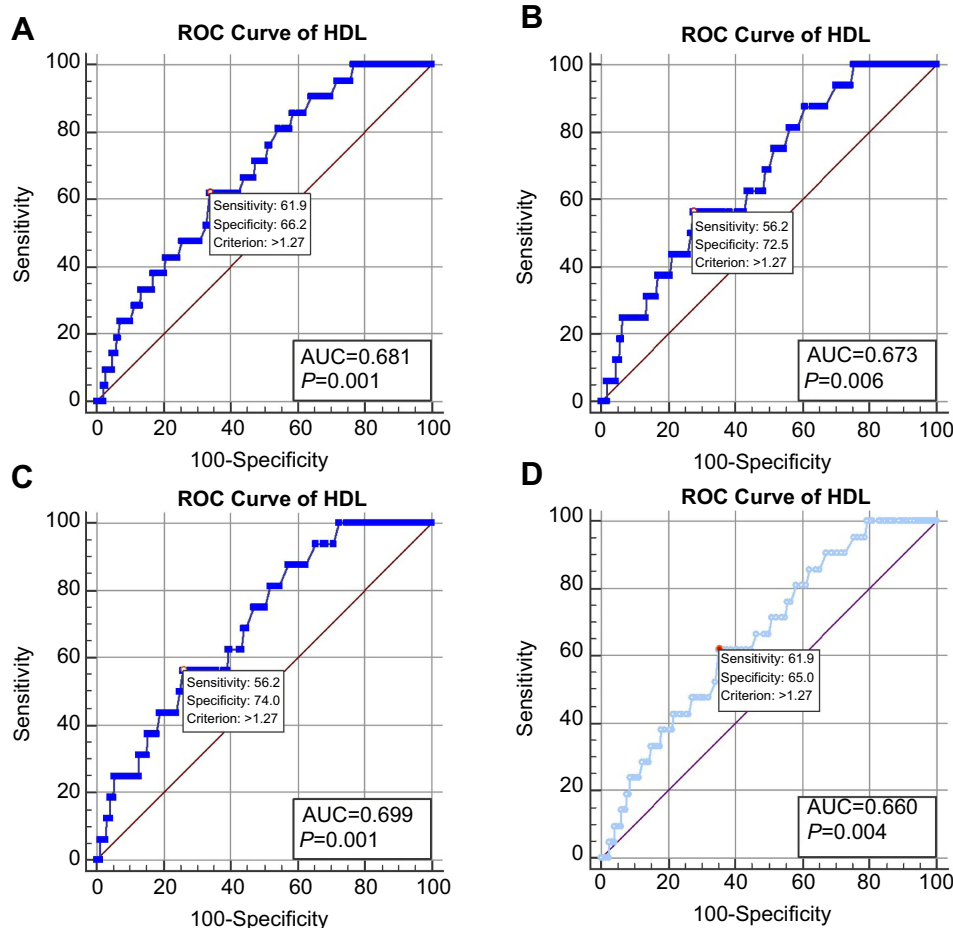 A
ROC Curve of HDL
100
80
60
40
20
0
Sensitivity
Sensitivity: 61.9
Specificity: 66.2
Criterion: >1.27
AUC=0.681
P=0.001
0 20 40 60 80 100
100-Specificity
B
ROC Curve of HDL
100
80
60
40
20
0
Sensitivity
Sensitivity: 56.2
Specificity: 72.5
Criterion: >1.27
AUC=0.673
P=0.006
0 20 40 60 80 100
100-Specificity
C
ROC Curve of HDL
100
80
60
40
20
0
Sensitivity
Sensitivity: 56.2
Specificity: 74.0
Criterion: >1.27
AUC=0.699
P=0.001
0 20 40 60 80 100
100-Specificity
D
ROC Curve of HDL
100
80
60
40
20
0
Sensitivity
Sensitivity: 61.9
Specificity: 65.0
Criterion: >1.27
AUC=0.660
P=0.004
0 20 40 60 80 100
100-Specificity